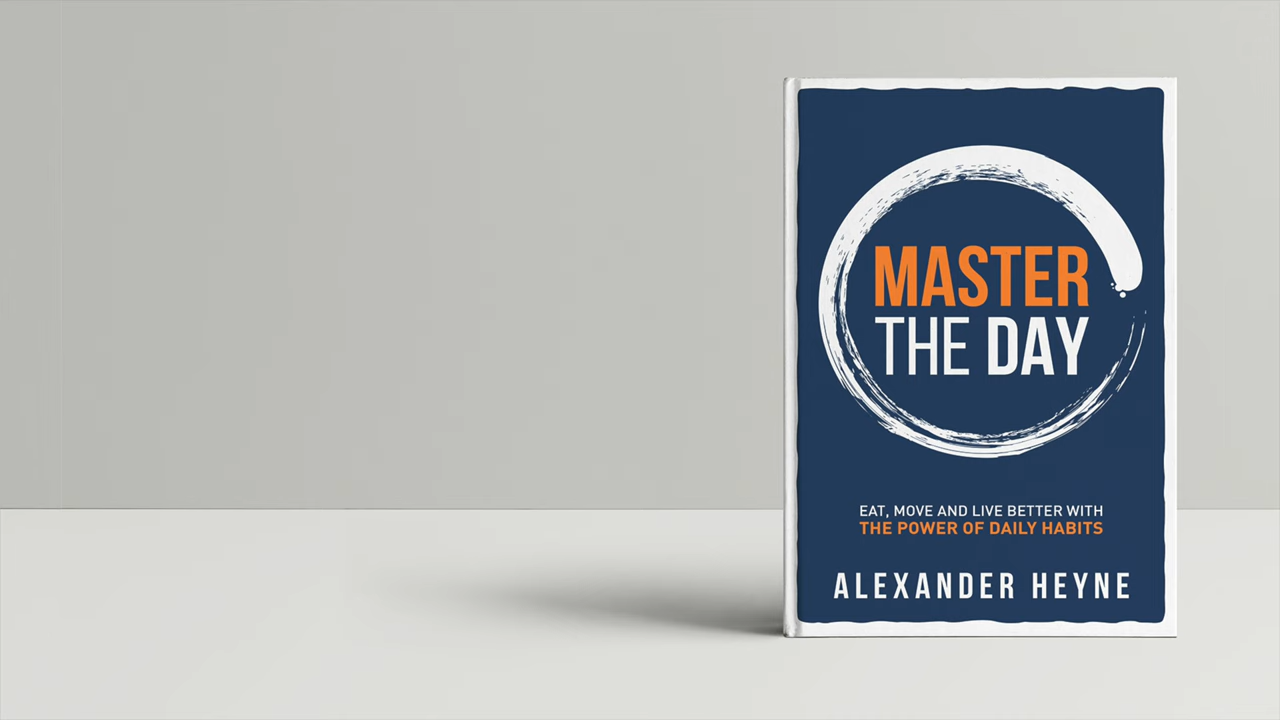 MASTER
THE DAY
EAT, MOVE AND LIVE BETTER WITH
THE POWER OF DAILY HABITS
ALEXANDER HEYNE